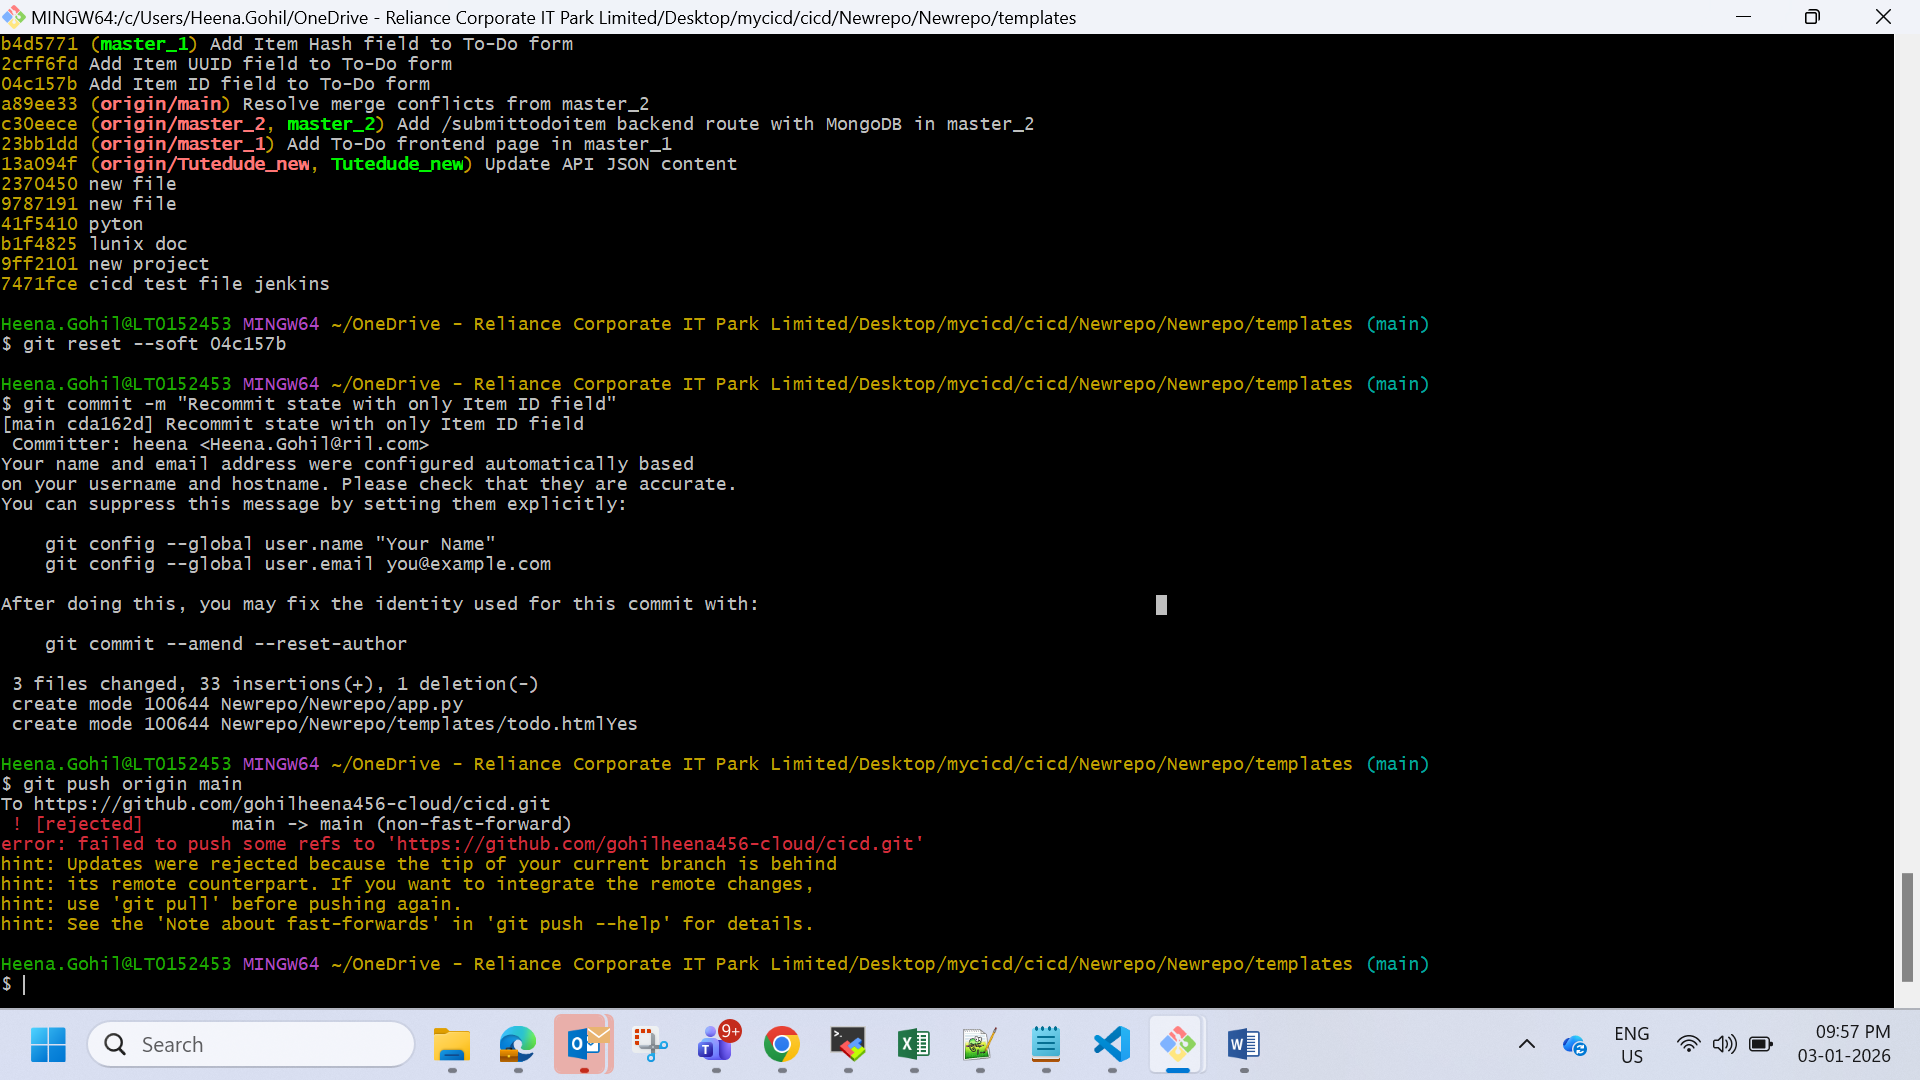 MINGW64:/c/Users/Heena.Gohil/OneDrive - Reliance Corporate IT Park Limited/Desktop/mycicd/cicd/Newrepo/Newrepo/templates
b4d5771 (master_1) Add Item Hash field to To-Do form
2cff6fd Add Item UUID field to To-Do form
04c157b Add Item ID field to To-Do form
a89ee33 (origin/main) Resolve merge conflicts from master_2
c30eece (origin/master_2, master_2) Add /submittodoitem backend route with MongoDB in master_2
23bb1dd (origin/master_1) Add To-Do frontend page in master_1
13a094f (origin/Tutedude_new, Tutedude_new) Update API JSON content
2370450 new file
9787191 new file
41f5410 pyton
b1f4825 lunix doc
9ff2101 new project
7471fce cicd test file jenkins
Heena.Gohil@LT0152453 MINGW64 ~/OneDrive - Reliance Corporate IT Park Limited/Desktop/mycicd/cicd/Newrepo/Newrepo/templates (main)
$ git reset --soft 04c157b
Heena.Gohil@LT0152453 MINGW64 ~/OneDrive - Reliance Corporate IT Park Limited/Desktop/mycicd/cicd/Newrepo/Newrepo/templates (main)
$ git commit -m "Recommit state with only Item ID field"
[main cda162d] Recommit state with only Item ID field
Committer: heena <Heena.Gohil@ril.com>
Your name and email address were configured automatically based
on your username and hostname. Please check that they are accurate.
You can suppress this message by setting them explicitly:
git config --global user.name "Your Name"
git config --global user.email you@example.com
After doing this, you may fix the identity used for this commit with:
git commit --amend --reset-author
3 files changed, 33 insertions(+), 1 deletion(-)
create mode 100644 Newrepo/Newrepo/app.py
create mode 100644 Newrepo/Newrepo/templates/todo.htmlYes
Heena.Gohil@LT0152453 MINGW64 ~/OneDrive - Reliance Corporate IT Park Limited/Desktop/mycicd/cicd/Newrepo/Newrepo/templates (main)
$ git push origin main
To https://github.com/gohilheena456-cloud/cicd.git
! [rejected] main -> main (non-fast-forward)
error: failed to push some refs to 'https://github.com/gohilheena456-cloud/cicd.git'
hint: Updates were rejected because the tip of your current branch is behind
hint: its remote counterpart. If you want to integrate the remote changes,
hint: use 'git pull' before pushing again.
hint: See the 'Note about fast-forwards' in 'git push --help' for details.
Heena.Gohil@LT0152453 MINGW64 ~/OneDrive - Reliance Corporate IT Park Limited/Desktop/mycicd/cicd/Newrepo/Newrepo/templates (main)
$
Search
9+
ENG
US
09:57 PM
03-01-2026